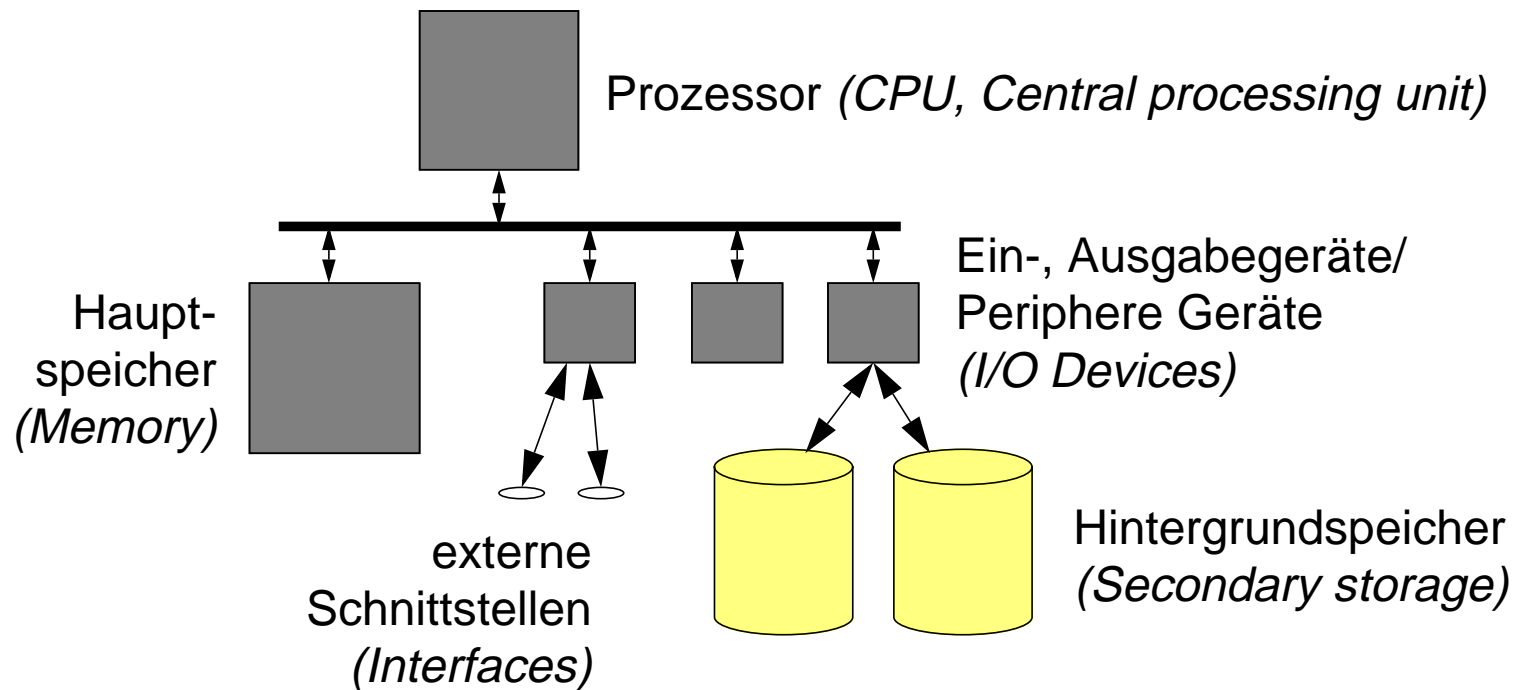 Prozessor (CPU, Central processing unit)
Ein-, Ausgabegeräte/
Periphere Geräte
(I/O Devices)
Haupt-
speicher
(Memory)
externe
Schnittstellen
(Interfaces)
Hintergrundspeicher
(Secondary storage)